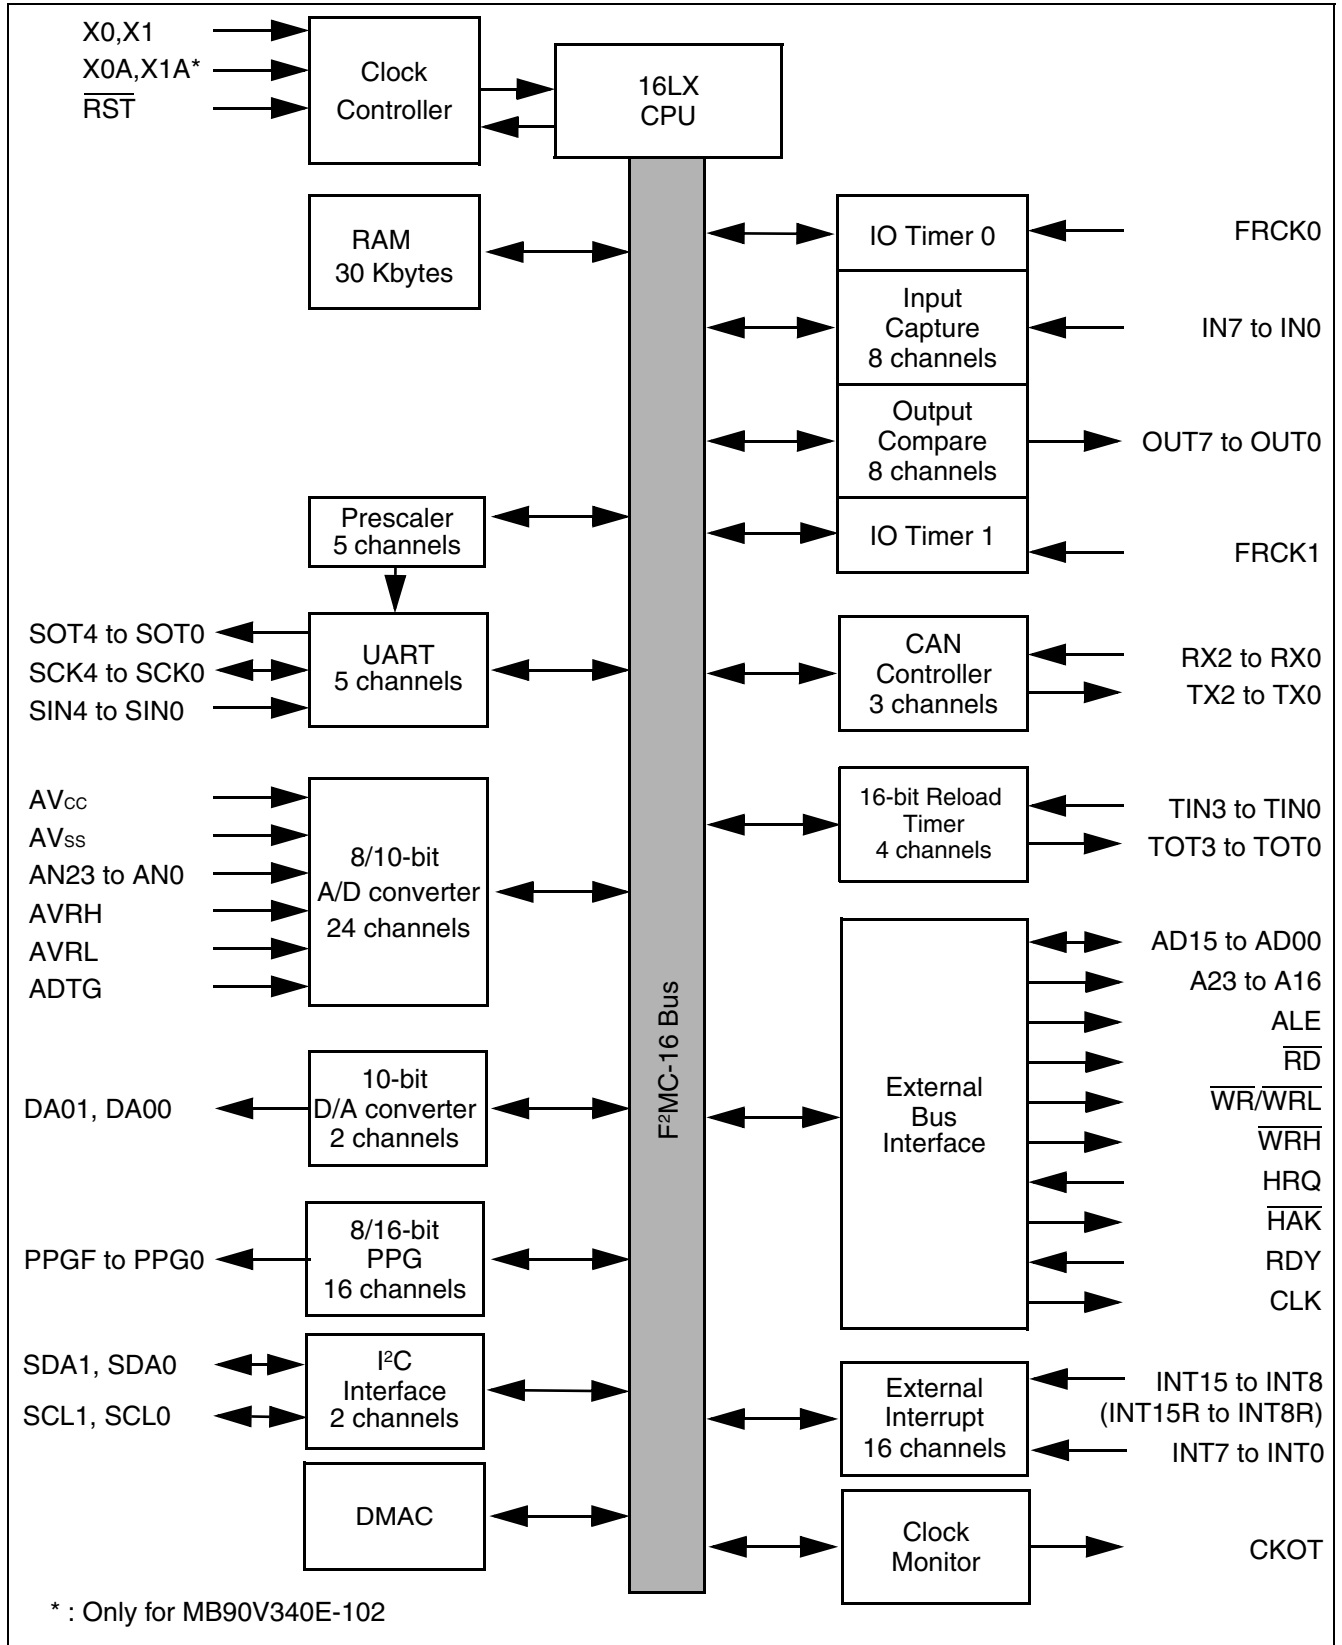 X0,X1
X0A,X1A*
RST
Clock
Controller
16LX
CPU
RAM
30 Kbytes
Prescaler
5 channels
SOT4 to SOT0
SCK4 to SCK0
SIN4 to SIN0
UART
5 channels
AVCC
AVSS
AN23 to AN0
AVRH
AVRL
ADTG
8/10-bit
A/D converter
24 channels
DA01, DA00
10-bit
D/A converter
2 channels
PPGF to PPG0
8/16-bit
PPG
16 channels
SDA1, SDA0
SCL1, SCL0
I²C
Interface
2 channels
DMAC
F²MC-16 Bus
IO Timer 0
FRCK0
Input
Capture
8 channels
IN7 to IN0
Output
Compare
8 channels
OUT7 to OUT0
IO Timer 1
FRCK1
CAN
Controller
3 channels
RX2 to RX0
TX2 to TX0
16-bit Reload
Timer
4 channels
TIN3 to TIN0
TOT3 to TOT0
External
Bus
Interface
AD15 to AD00
A23 to A16
ALE
RD
WR/WRL
WRH
HRQ
HAK
RDY
CLK
External
Interrupt
16 channels
INT15 to INT8
(INT15R to INT8R)
INT7 to INT0
Clock
Monitor
CKOT
* : Only for MB90V340E-102